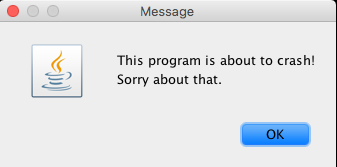 Message
This program is about to crash!
Sorry about that.
OK